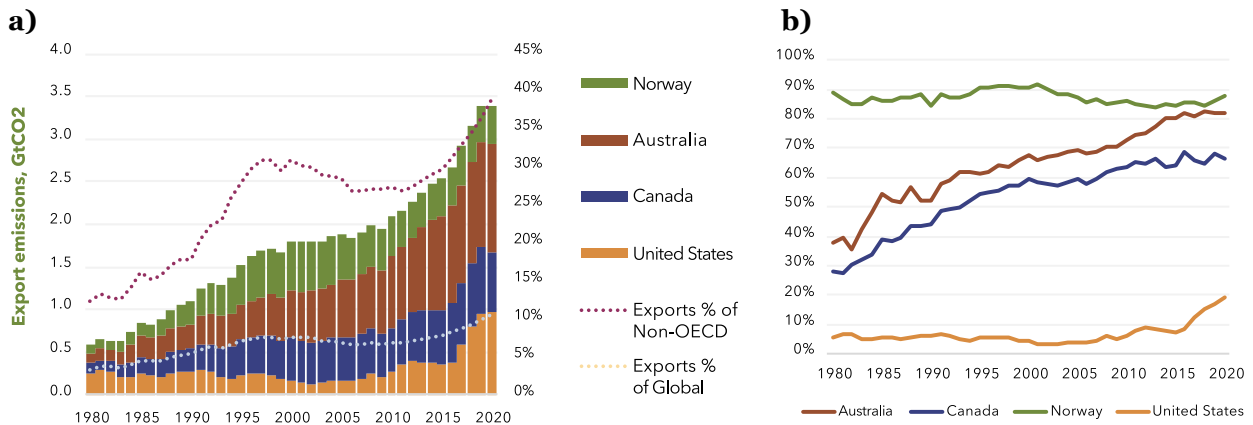 a)
Export emissions, GtCO2
4.0
3.5
3.0
2.5
2.0
1.5
1.0
0.5
0.0
45%
40%
35%
30%
25%
20%
15%
10%
5%
0%
1980 1985 1990 1995 2000 2005 2010 2015 2020
Norway
Australia
Canada
United States
Exports % of
Non-OECD
Exports %
of Global
b)
100%
90%
80%
70%
60%
50%
40%
30%
20%
10%
0%
1980 1985 1990 1995 2000 2005 2010 2015 2020
Australia Canada Norway United States